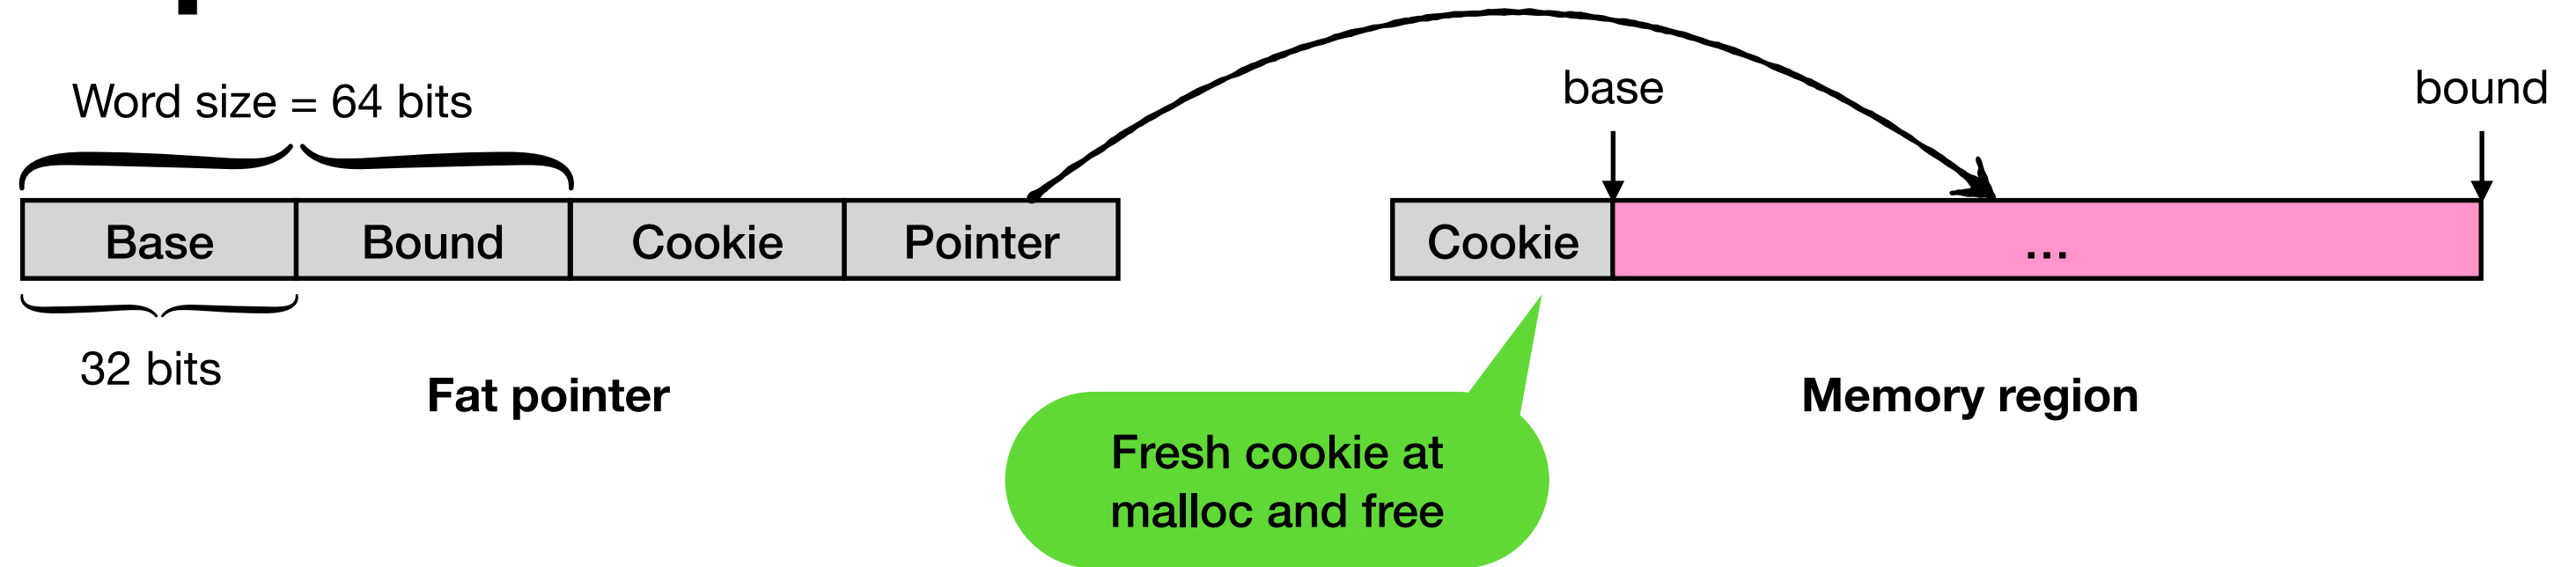 Word size = 64 bits
base
bound
Base
Bound
Cookie
Pointer
Cookie
...
32 bits
Fat pointer
Memory region
Fresh cookie at
malloc and free